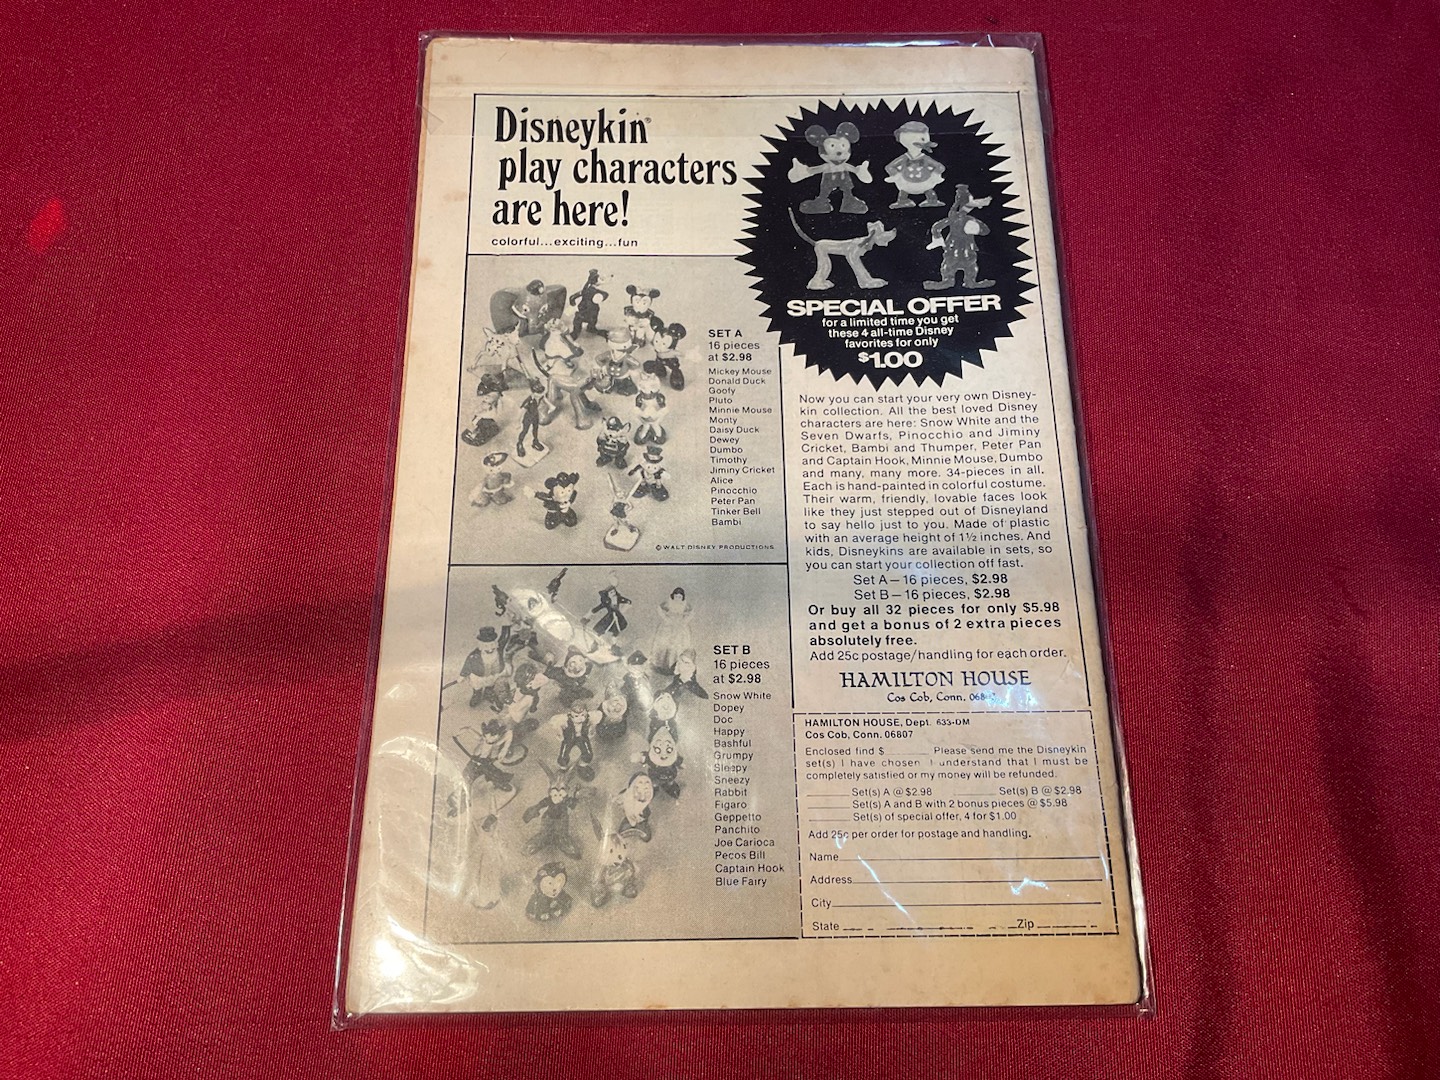 Disneykin®
play characters
are here!
colorful...exciting...fun
SPECIAL OFFER
for a limited time you get
these 4 all-time Disney
favorites for only
$1.00
SET A
16 pieces
at $2.98
Mickey Mouse
Donald Duck
Goofy
Pluto
Minnie Mouse
Monty
Daisy Duck
Dewey
Dumbo
Timothy
Jiminy Cricket
Alice
Pinocchio
Peter Pan
Tinker Bell
Bambi
© WALT DISNEY PRODUCTIONS
SET B
16 pieces
at $2.98
Snow White
Dopey
Doc
Happy
Bashful
Grumpy
Sleepy
Sneezy
Rabbit
Figaro
Geppetto
Panchito
Joe Carioca
Pecos Bill
Captain Hook
Blue Fairy
Now you can start your very own Disney-
kin collection. All the best loved Disney
characters are here: Snow White and the
Seven Dwarfs, Pinocchio and Jiminy
Cricket, Bambi and Thumper, Peter Pan
and Captain Hook, Minnie Mouse, Dumbo
and many, many more. 34-pieces in all.
Each is hand-painted in colorful costume.
Their warm, friendly, lovable faces look
like they just stepped out of Disneyland
to say hello just to you. Made of plastic
with an average height of 1½ inches. And
kids, Disneykins are available in sets, so
you can start your collection off fast.
Set A—16 pieces, $2.98
Set B—16 pieces, $2.98
Or buy all 32 pieces for only $5.98
and get a bonus of 2 extra pieces
absolutely free.
Add 25c postage/handling for each order.
HAMILTON HOUSE
Cos Cob, Conn.
HAMILTON HOUSE, Dept. 633-DM
Cos Cob, Conn. 06807
Enclosed find $ Please send me the Disneykin
set(s) I have chosen I understand that I must be
completely satisfied or my money will be refunded.
Set(s) A @ $2.98 Set(s) B @ $2.98
Set(s) A and B with 2 bonus pieces @ $5.98
Set(s) of special offer, 4 for $1.00
Add 25c per order for postage and handling.
Name
Address
City
State Zip